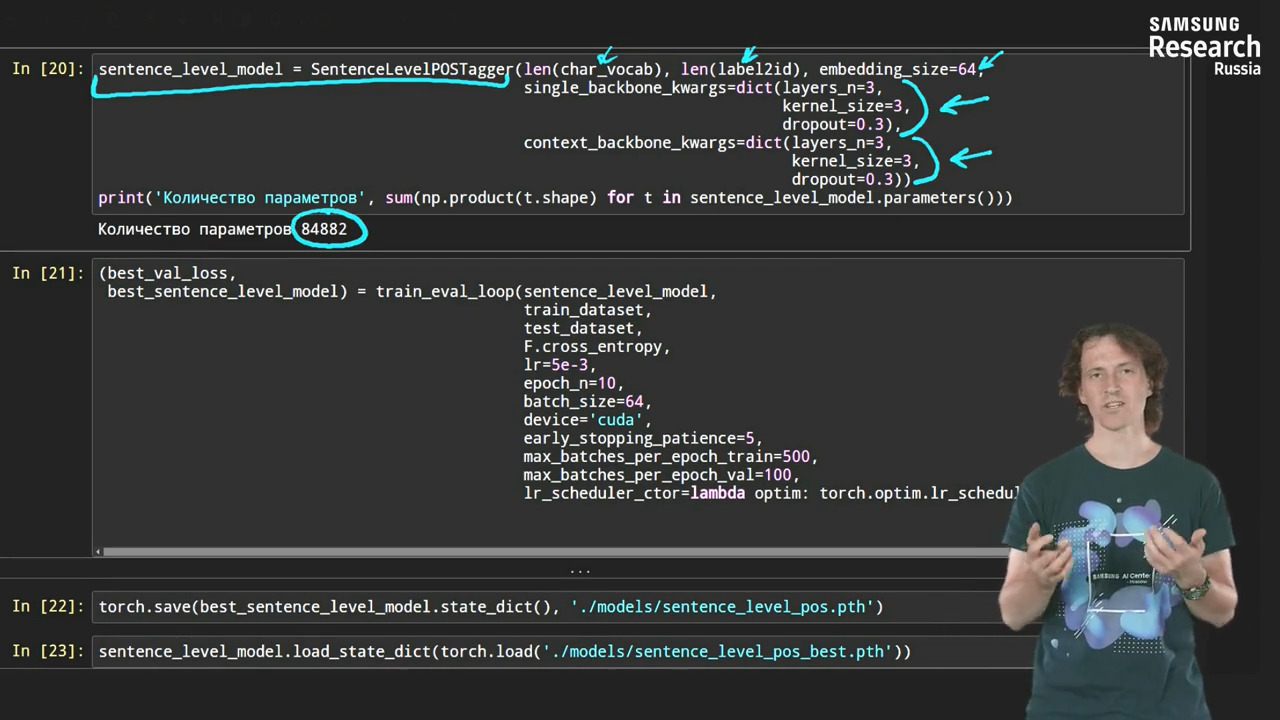 SAMSUNG
Research
Russia
In [20]: sentence_level_model = SentenceLevelPOSTagger(len(char_vocab), len(label2id), embedding_size=64,
single_backbone_kwargs=dict(layers_n=3,
kernel_size=3,
dropout=0.3),
context_backbone_kwargs=dict(layers_n=3,
kernel_size=3,
dropout=0.3))
print('Количество параметров', sum(np.product(t.shape) for t in sentence_level_model.parameters()))
Количество параметров 84882
In [21]: (best_val_loss,
best_sentence_level_model) = train_eval_loop(sentence_level_model,
train_dataset,
test_dataset,
F.cross_entropy,
lr=5e-3,
epoch_n=10,
batch_size=64,
device='cuda',
early_stopping_patience=5,
max_batches_per_epoch_train=500,
max_batches_per_epoch_val=100,
lr_scheduler_ctor=lambda optim: torch.optim.lr_schedul
...
In [22]: torch.save(best_sentence_level_model.state_dict(), './models/sentence_level_pos.pth')
In [23]: sentence_level_model.load_state_dict(torch.load('./models/sentence_level_pos_best.pth'))
SAMSUNG AI Center